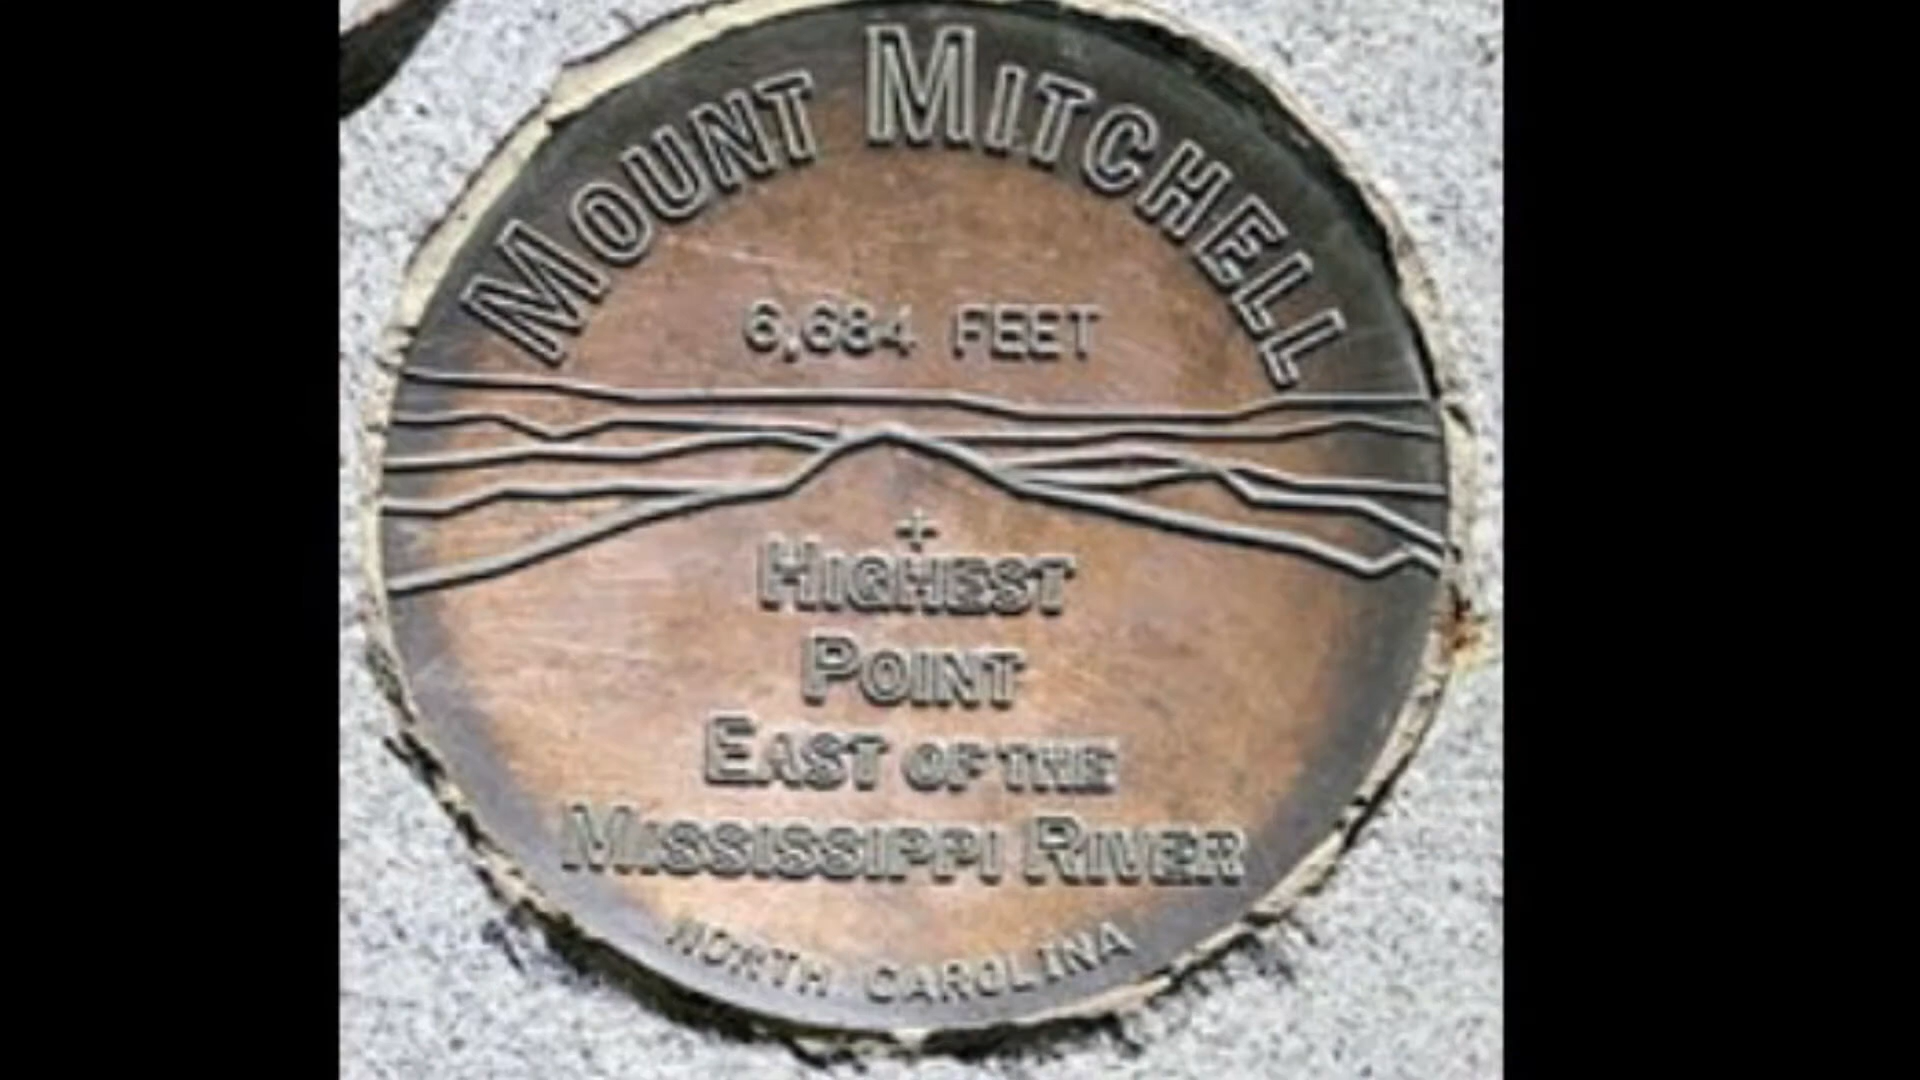 MOUNT MITCHELL
6,684 FEET
+
HIGHEST
POINT
EAST OF THE
MISSISSIPPI RIVER
NORTH CAROLINA